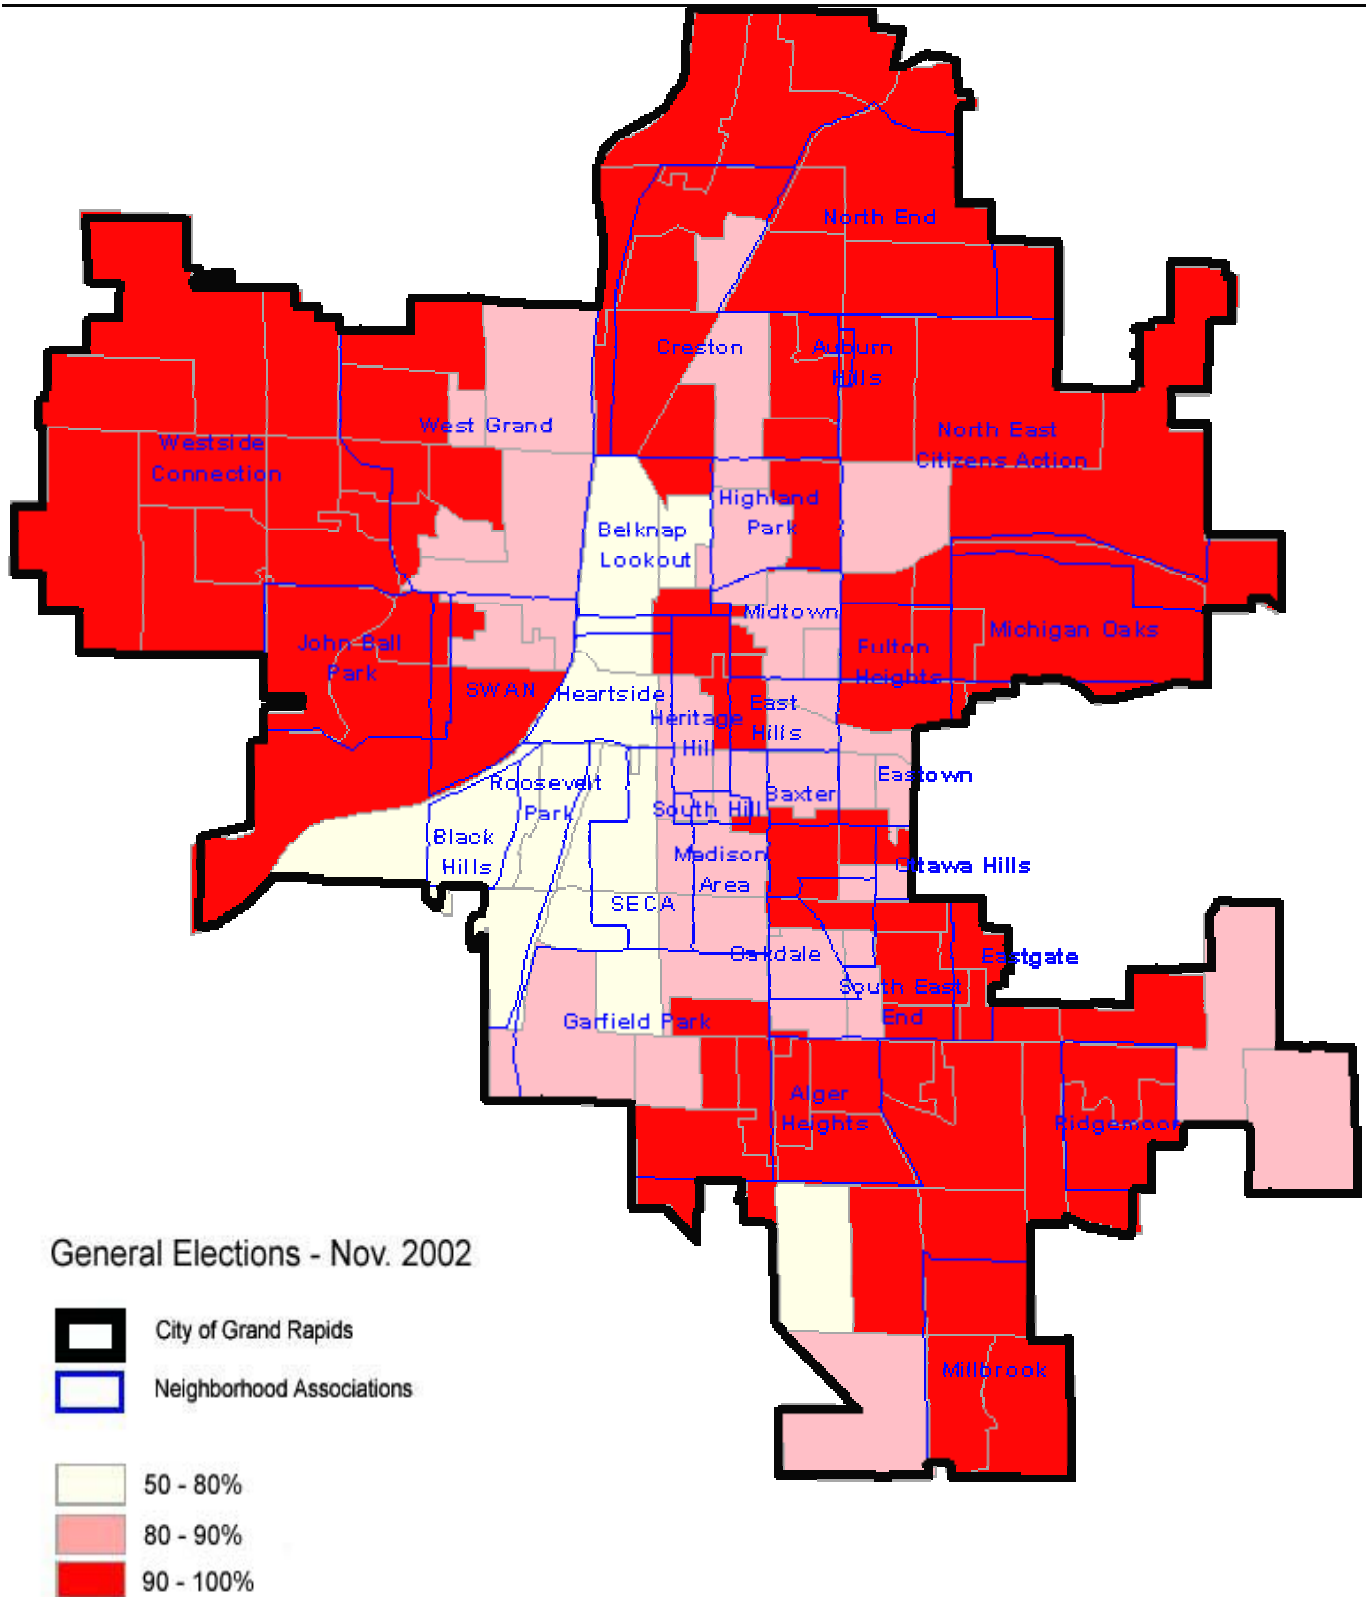 North End
Creston
Auburn
Hills
West Grand
North East
Citizens Action
Westside
Connection
Highland
Park
Belknap
Lookout
Midtown
Michigan Oaks
John Ball
Park
Fulton
Heights
SWAN
Heartside
East
Hills
Heritage
Hill
Eastown
Roosevelt
Park
Baxter
South Hill
Black
Hills
Madison
Area
Ottawa Hills
SECA
Oakdale
Eastgate
South East
End
Garfield Park
Alger
Heights
Ridgemoor
General Elections - Nov. 2002
City of Grand Rapids
Neighborhood Associations
Millbrook
50 - 80%
80 - 90%
90 - 100%